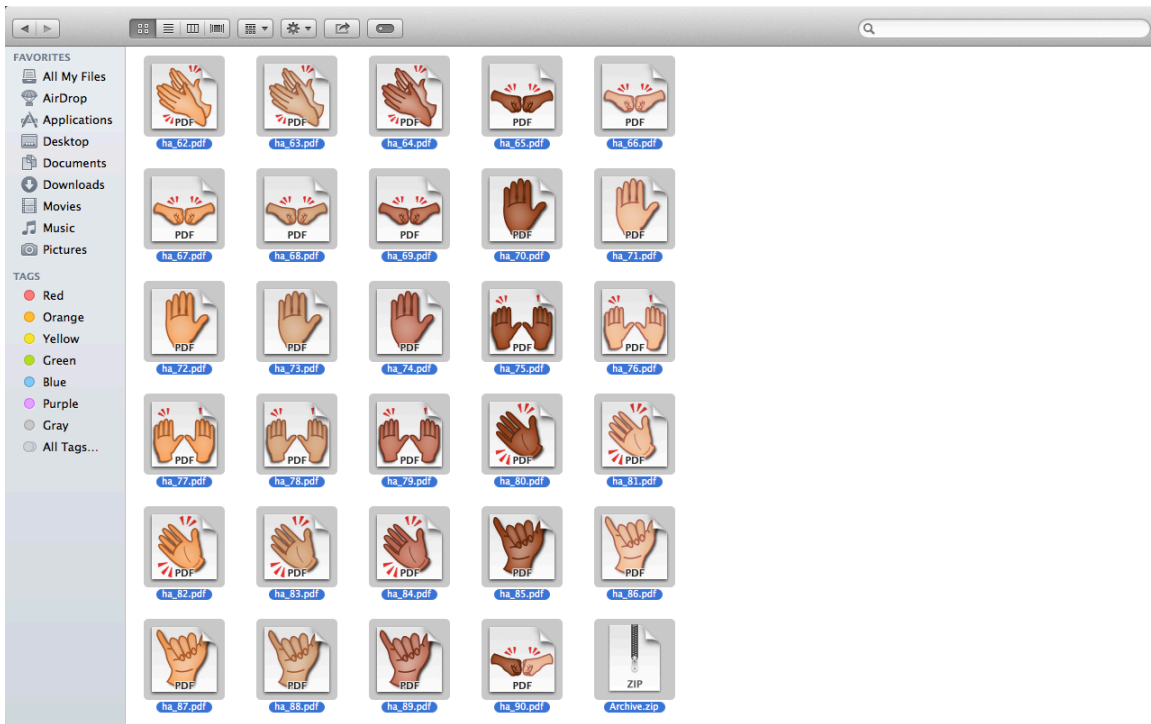 FAVORITES
All My Files
AirDrop
Applications
Desktop
Documents
Downloads
Movies
Music
Pictures
TAGS
Red
Orange
Yellow
Green
Blue
Purple
Gray
All Tags...
PDF PDF PDF PDF PDF
ha_62.pdf ha_63.pdf ha_64.pdf ha_65.pdf ha_66.pdf
PDF PDF PDF PDF PDF
ha_67.pdf ha_68.pdf ha_69.pdf ha_70.pdf ha_71.pdf
PDF PDF PDF PDF PDF
ha_72.pdf ha_73.pdf ha_74.pdf ha_75.pdf ha_76.pdf
PDF PDF PDF PDF PDF
ha_77.pdf ha_78.pdf ha_79.pdf ha_80.pdf ha_81.pdf
PDF PDF PDF PDF PDF
ha_82.pdf ha_83.pdf ha_84.pdf ha_85.pdf ha_86.pdf
PDF PDF PDF PDF ZIP
ha_87.pdf ha_88.pdf ha_89.pdf ha_90.pdf Archive.zip